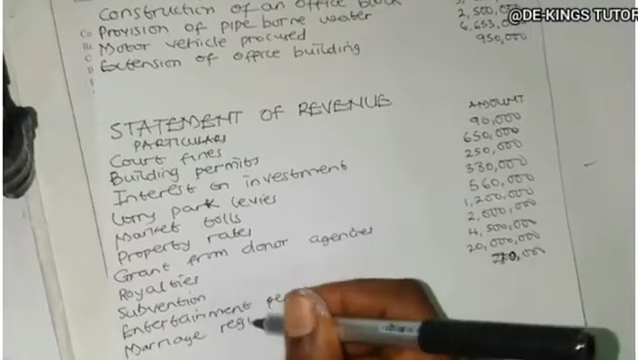 @DE-KINGS TUTOR
Construction of an office block
Provision of pipe borne water 2,500,000
Motor vehicle procured 6,653,000
Extension of office building 950,000
STATEMENT OF REVENUE
PARTICULARS AMOUNT
Court fines 90,000
Building permits 650,000
Interest on investment 250,000
Lorry park levies 330,000
Market tolls 560,000
Property rates 1,200,000
Grant from donor agencies 2,000,000
Royalties 4,500,000
Subvention 20,000,000
Entertainment
Marriage